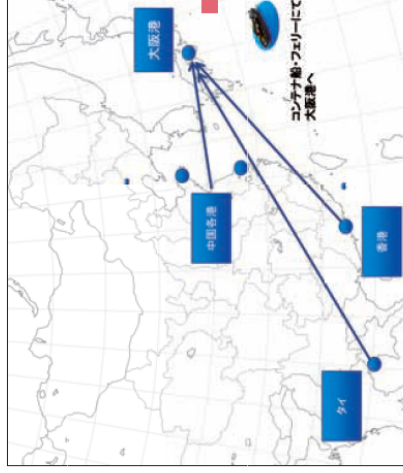 大阪港
コンテナ船・フェリーにて
大阪港へ
中国各港
香港
タイ